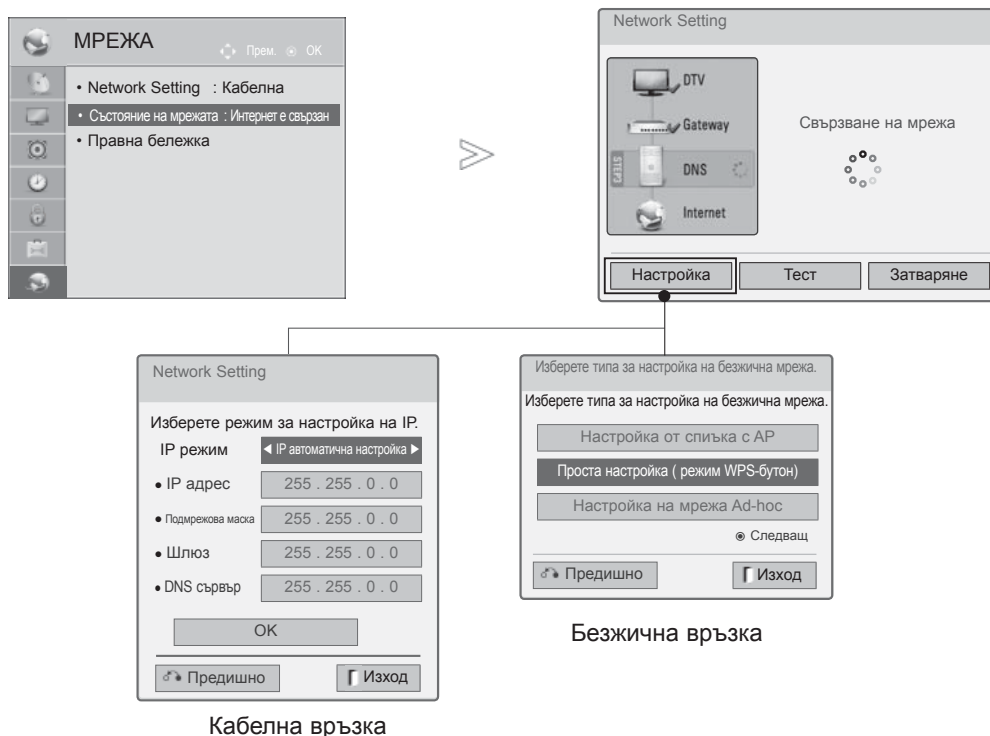 МРЕЖА
Прем. OK
• Network Setting : Кабелна
• Състояние на мрежата : Интернет е свързан
• Правна бележка
Network Setting
DTV
Gateway
STEP3
DNS
Internet
Свързване на мрежа
Настройка
Тест
Затваряне
Network Setting
Изберете режим за настройка на IP.
IP режим ◀ IP автоматична настройка ▶
• IP адрес 255 . 255 . 0 . 0
• Подмрежова маска 255 . 255 . 0 . 0
• Шлюз 255 . 255 . 0 . 0
• DNS сървър 255 . 255 . 0 . 0
OK
Предишно
Изход
Кабелна връзка
Изберете типа за настройка на безжична мрежа.
Изберете типа за настройка на безжична мрежа.
Настройка от спиъка с AP
Проста настройка ( режим WPS-бутон)
Настройка на мрежа Ad-hoc
Следващ
Предишно
Изход
Безжична връзка